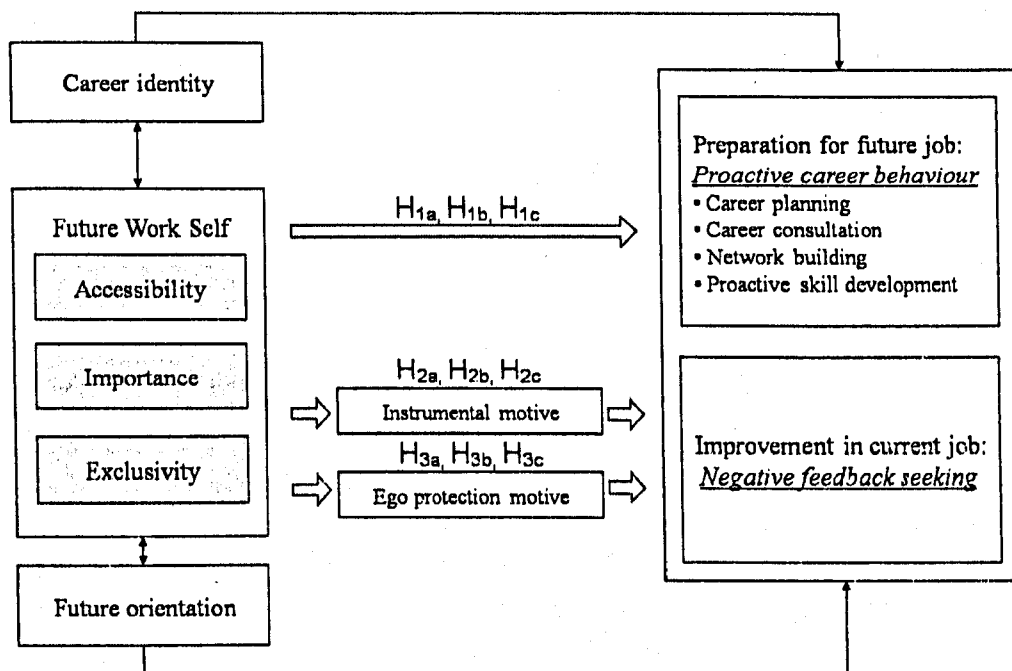 Career identity
Future Work Self
Accessibility
Importance
Exclusivity
Future orientation
H1a, H1b, H1c
H2a, H2b, H2c
Instrumental motive
H3a, H3b, H3c
Ego protection motive
Preparation for future job:
Proactive career behaviour
• Career planning
• Career consultation
• Network building
• Proactive skill development
Improvement in current job:
Negative feedback seeking